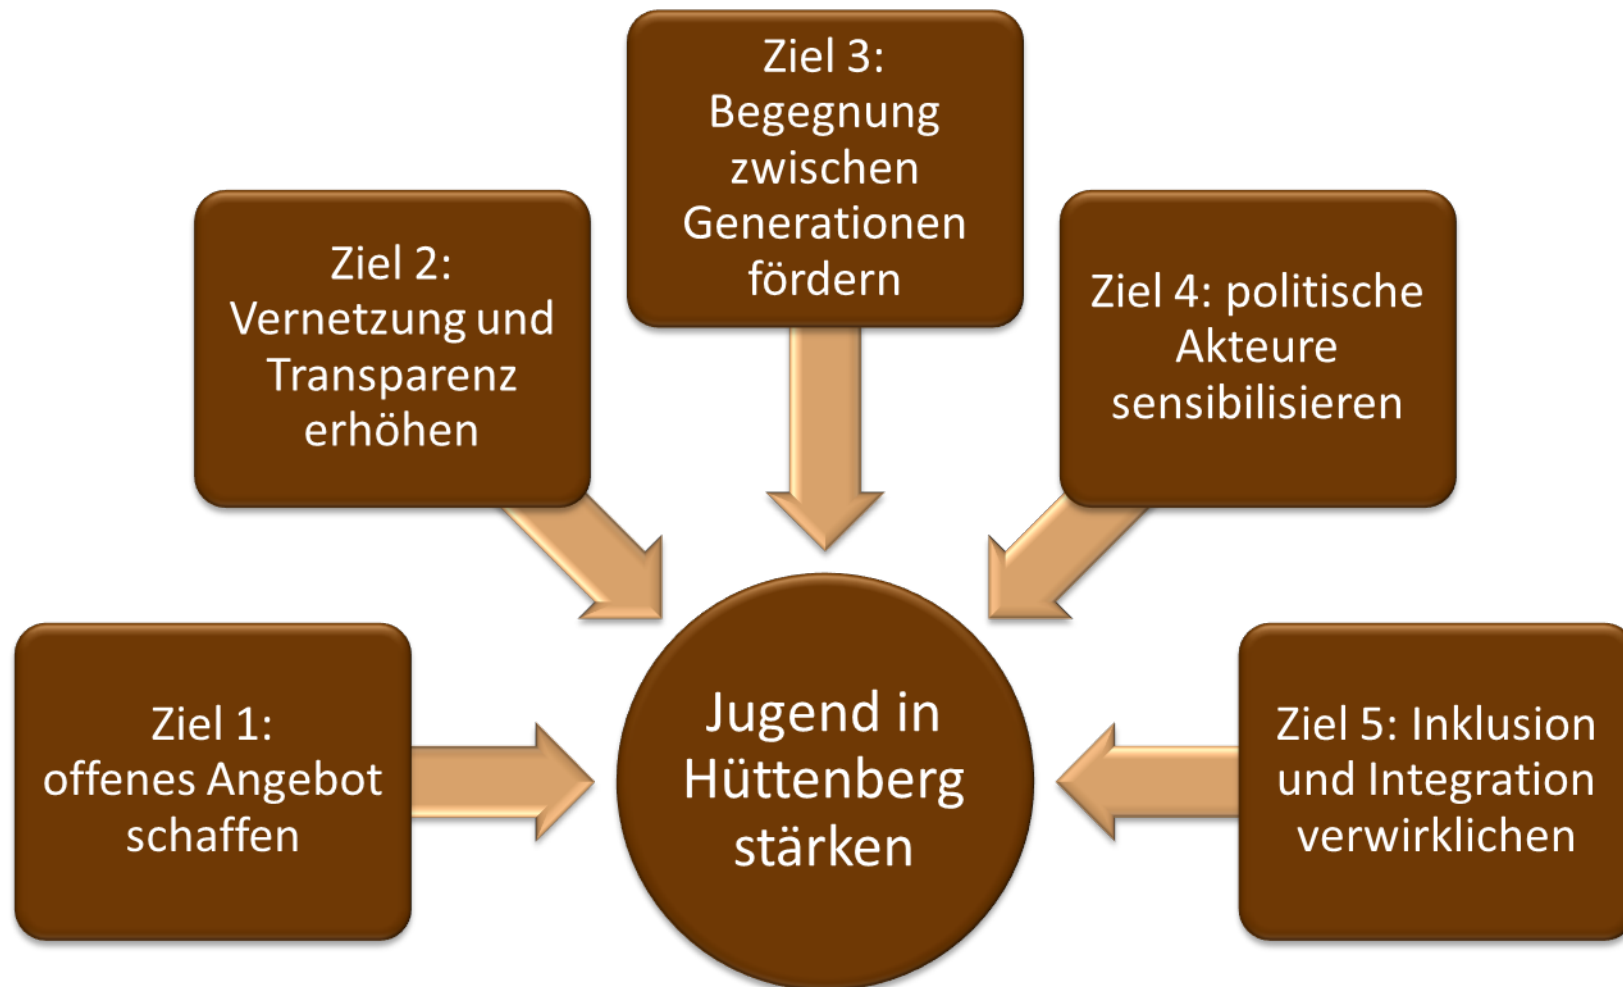 Ziel 1:
offenes Angebot
schaffen
Ziel 2:
Vernetzung und
Transparenz
erhöhen
Ziel 3:
Begegnung
zwischen
Generationen
fördern
Ziel 4: politische
Akteure
sensibilisieren
Ziel 5: Inklusion
und Integration
verwirklichen
Jugend in
Hüttenberg
stärken